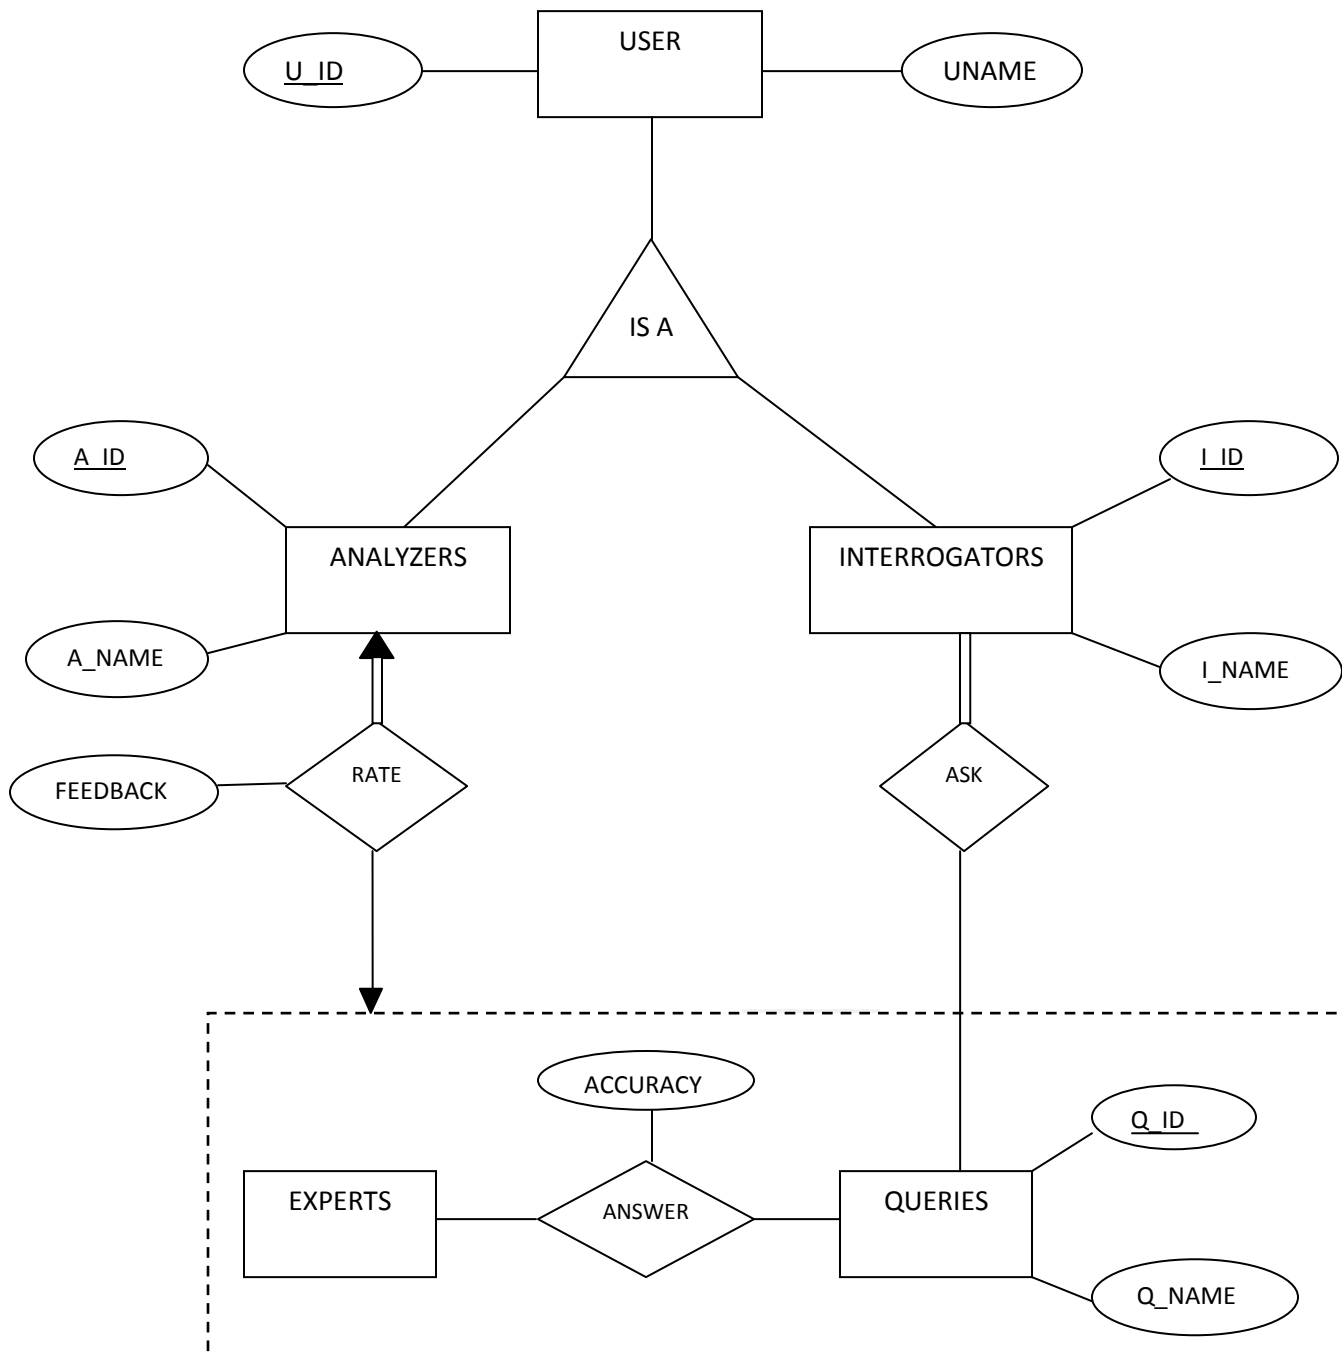 USER
U_ID
UNAME
IS A
A_ID
I_ID
ANALYZERS
INTERROGATORS
A_NAME
I_NAME
RATE
ASK
FEEDBACK
ACCURACY
Q_ID
EXPERTS
ANSWER
QUERIES
Q_NAME